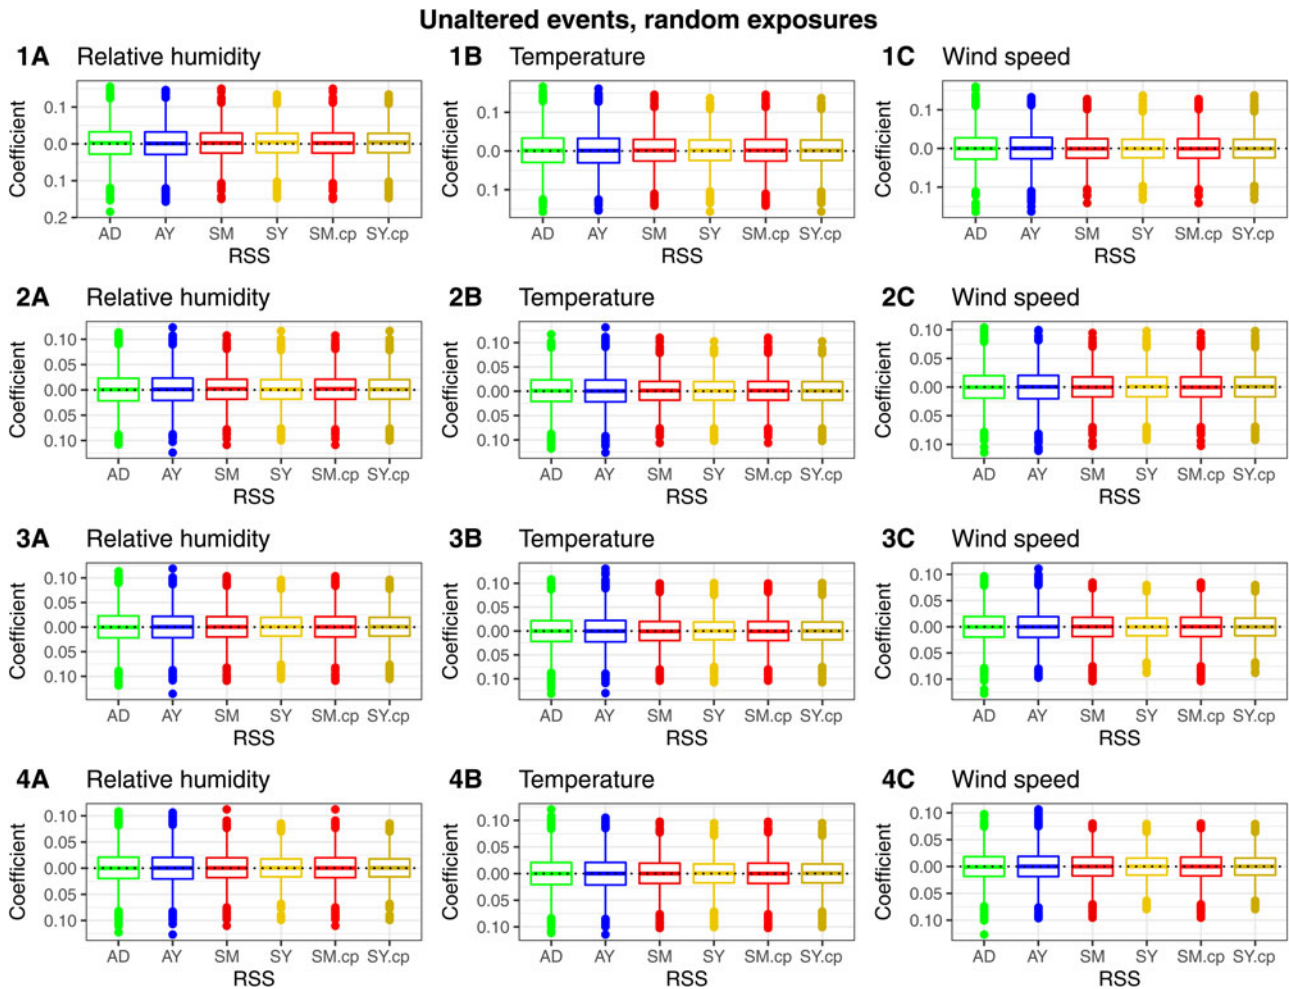 Unaltered events, random exposures
1A Relative humidity
1B Temperature
1C Wind speed
Coefficient
0.1
0.0
0.1
0.2
AD AY SM SY SM.cp SY.cp
RSS
Coefficient
0.1
0.0
0.1
AD AY SM SY SM.cp SY.cp
RSS
Coefficient
0.1
0.0
0.1
AD AY SM SY SM.cp SY.cp
RSS
2A Relative humidity
2B Temperature
2C Wind speed
Coefficient
0.10
0.05
0.00
0.05
0.10
AD AY SM SY SM.cp SY.cp
RSS
Coefficient
0.10
0.05
0.00
0.05
0.10
AD AY SM SY SM.cp SY.cp
RSS
Coefficient
0.10
0.05
0.00
0.05
0.10
AD AY SM SY SM.cp SY.cp
RSS
3A Relative humidity
3B Temperature
3C Wind speed
Coefficient
0.10
0.05
0.00
0.05
0.10
AD AY SM SY SM.cp SY.cp
RSS
Coefficient
0.10
0.05
0.00
0.05
0.10
AD AY SM SY SM.cp SY.cp
RSS
Coefficient
0.10
0.05
0.00
0.05
0.10
AD AY SM SY SM.cp SY.cp
RSS
4A Relative humidity
4B Temperature
4C Wind speed
Coefficient
0.10
0.05
0.00
0.05
0.10
AD AY SM SY SM.cp SY.cp
RSS
Coefficient
0.10
0.05
0.00
0.05
0.10
AD AY SM SY SM.cp SY.cp
RSS
Coefficient
0.10
0.05
0.00
0.05
0.10
AD AY SM SY SM.cp SY.cp
RSS